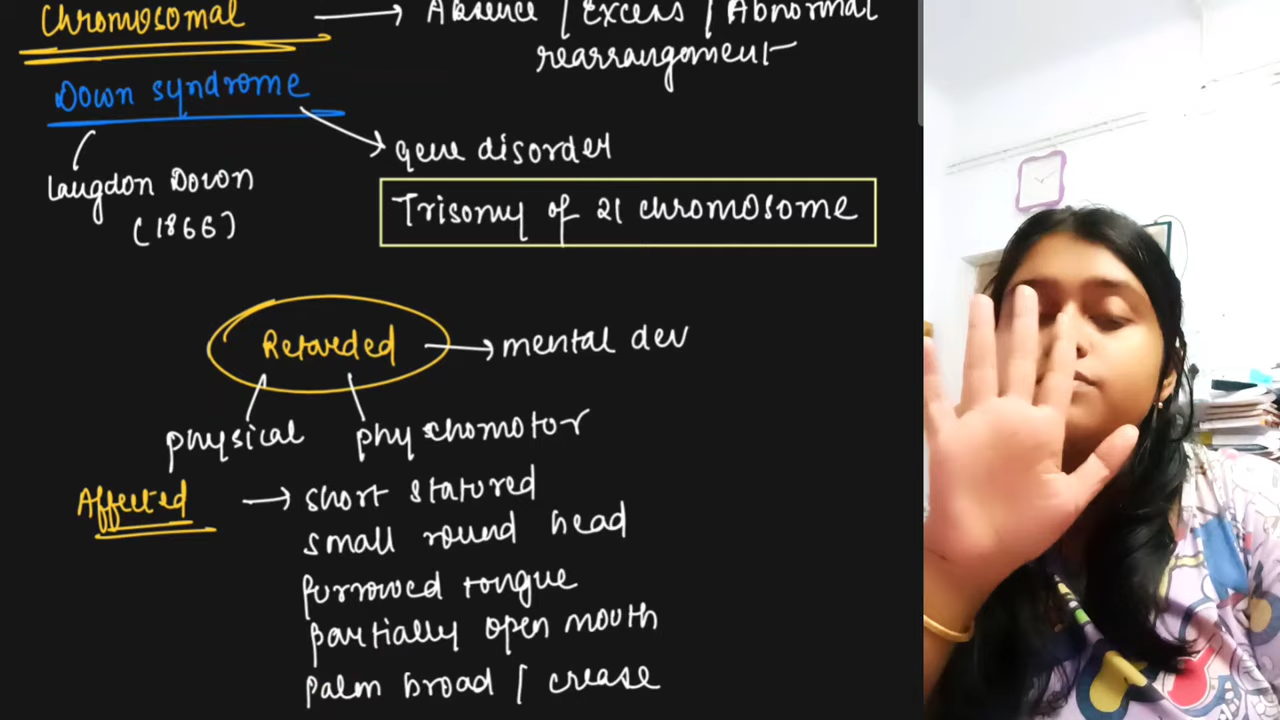 Chromosomal → Absence / Excess / Abnormal
rearrangement
Down syndrome
gene disorder
Langdon Down
(1866)
Trisomy of 21 chromosome
Retarded → mental dev
physical phychomotor
Affected → short statured
small round head
furrowed tongue
partially open mouth
palm broad / crease